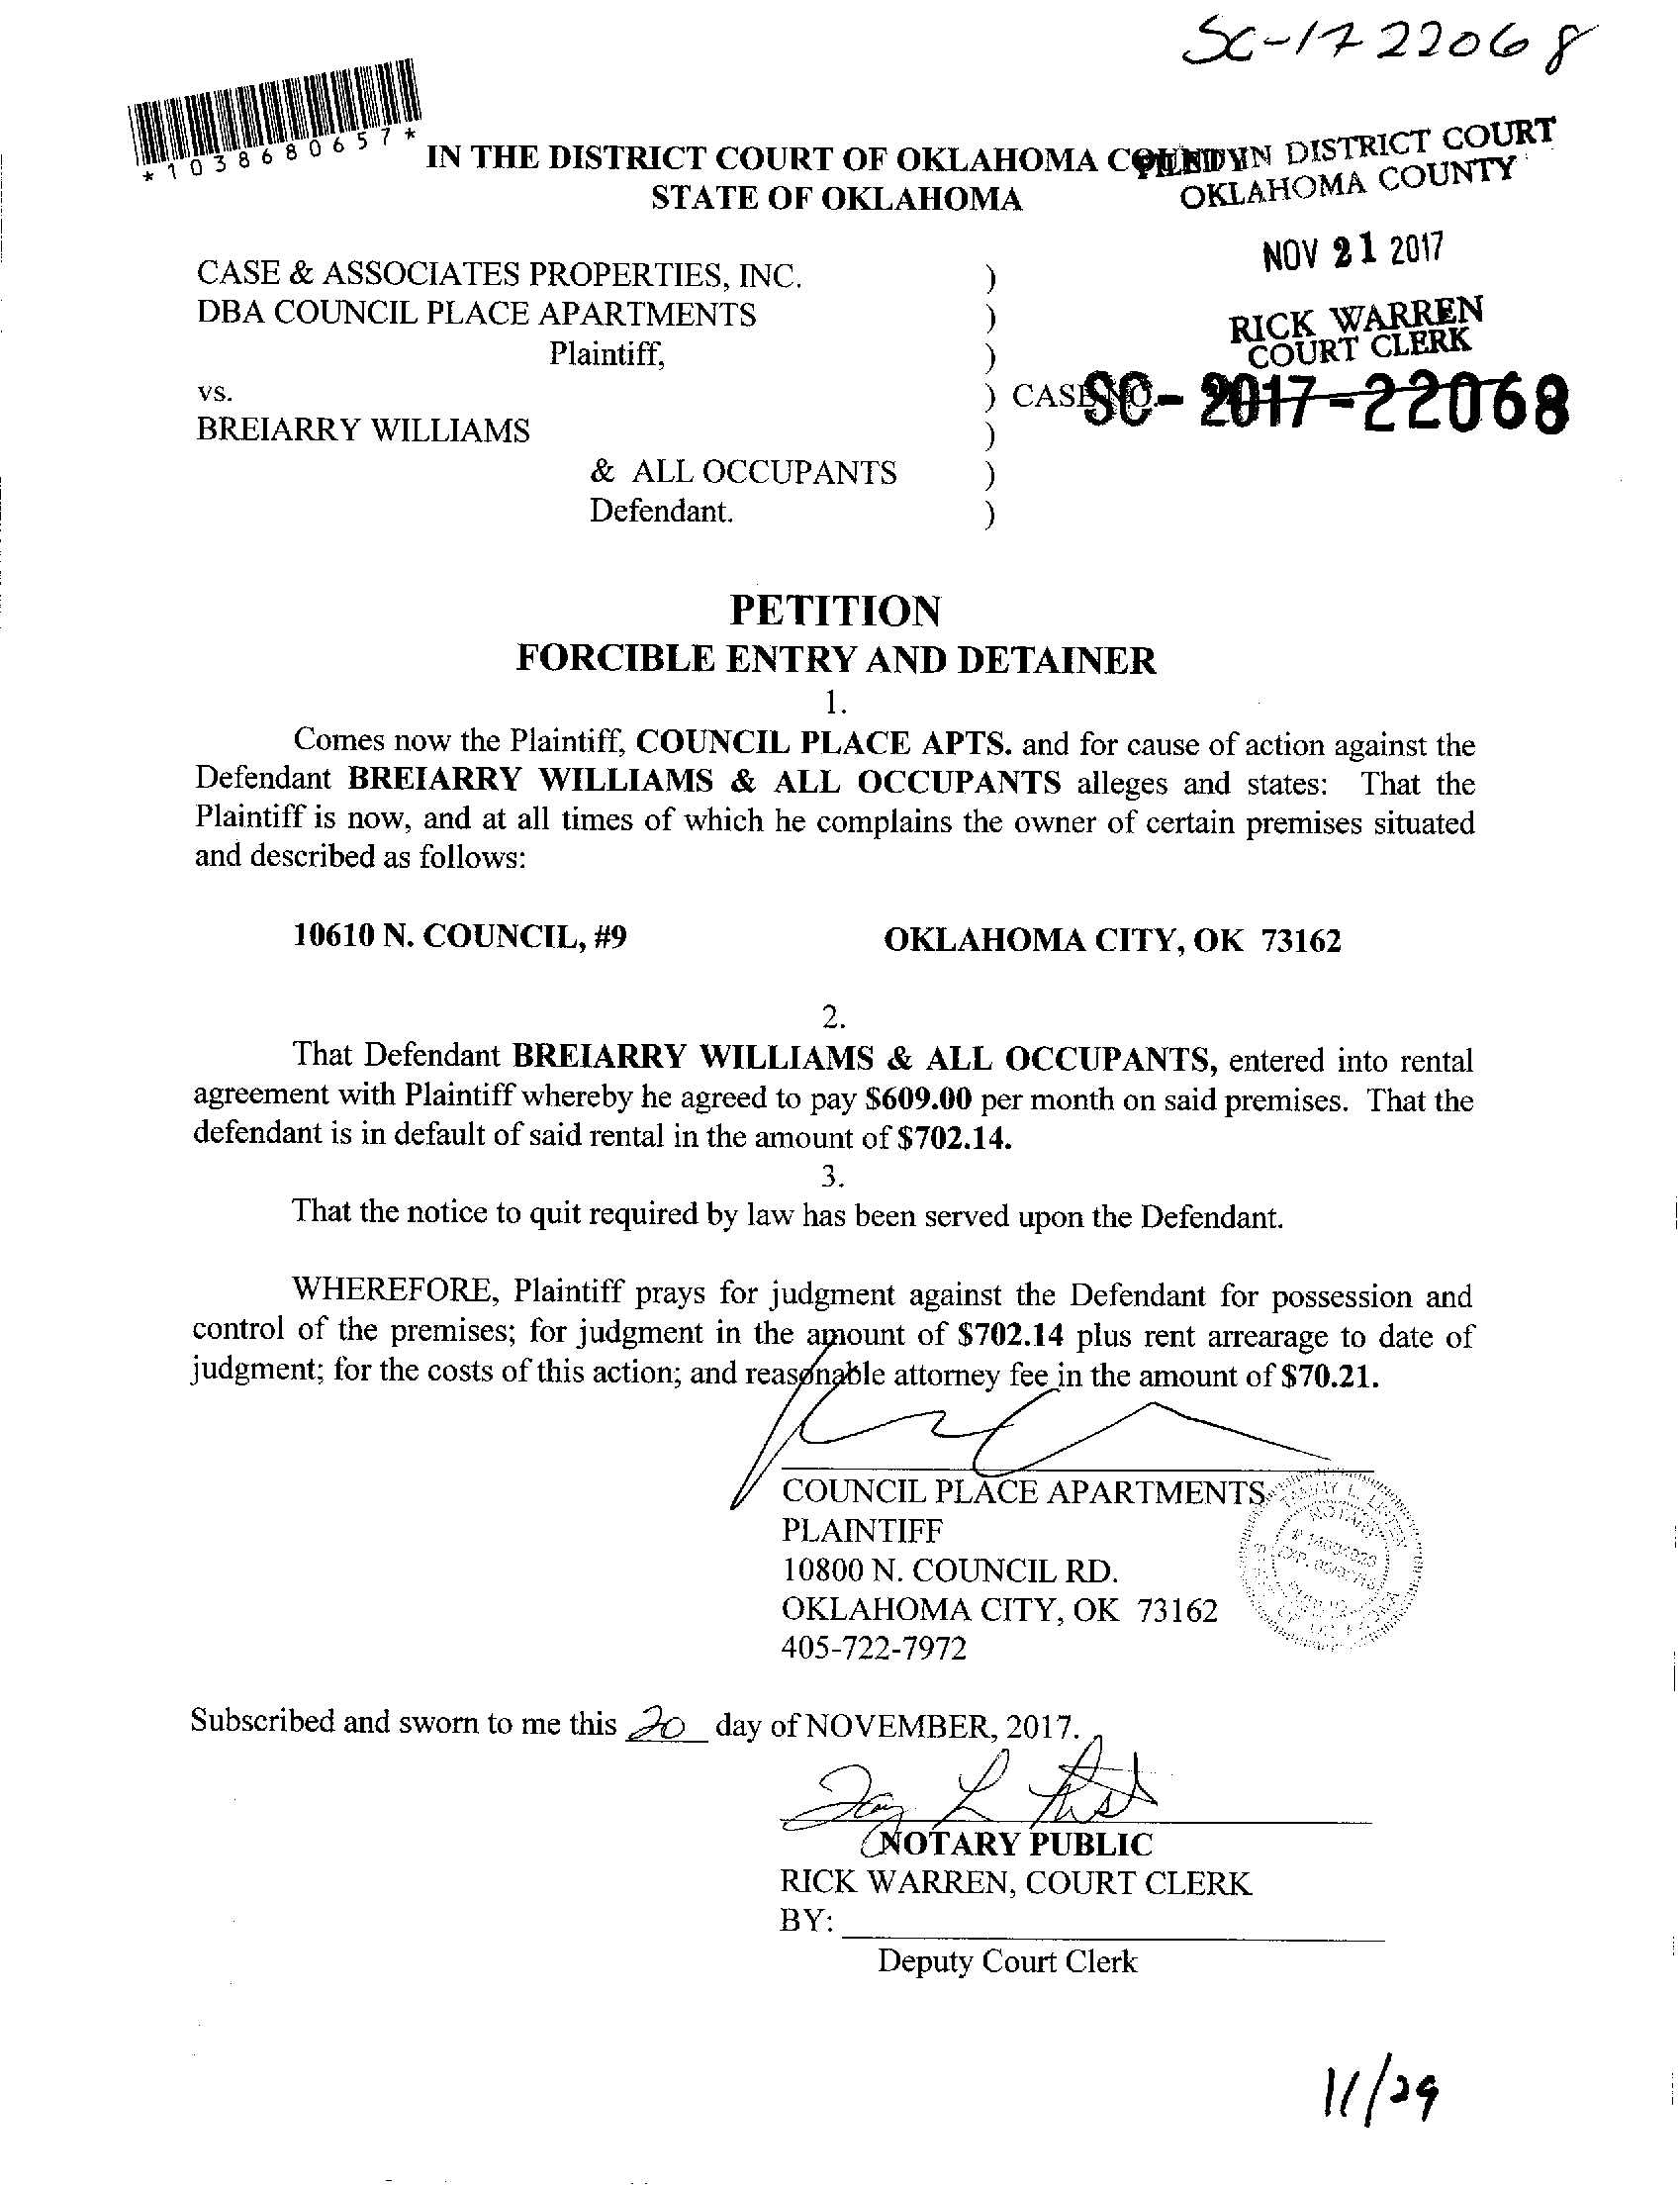 SC-1722068
*1038680657*
IN THE DISTRICT COURT OF OKLAHOMA COUNTY
STATE OF OKLAHOMA
FILED IN DISTRICT COURT
OKLAHOMA COUNTY
NOV 21 2017
RICK WARREN
COURT CLERK
CASE & ASSOCIATES PROPERTIES, INC. )
DBA COUNCIL PLACE APARTMENTS )
Plaintiff, )
vs. ) CASE NO. SC-2017-22068
BREIARRY WILLIAMS )
& ALL OCCUPANTS )
Defendant. )
PETITION
FORCIBLE ENTRY AND DETAINER
1.
Comes now the Plaintiff, COUNCIL PLACE APTS. and for cause of action against the
Defendant BREIARRY WILLIAMS & ALL OCCUPANTS alleges and states: That the
Plaintiff is now, and at all times of which he complains the owner of certain premises situated
and described as follows:
10610 N. COUNCIL, #9 OKLAHOMA CITY, OK 73162
2.
That Defendant BREIARRY WILLIAMS & ALL OCCUPANTS, entered into rental
agreement with Plaintiff whereby he agreed to pay $609.00 per month on said premises. That the
defendant is in default of said rental in the amount of $702.14.
3.
That the notice to quit required by law has been served upon the Defendant.
WHEREFORE, Plaintiff prays for judgment against the Defendant for possession and
control of the premises; for judgment in the amount of $702.14 plus rent arrearage to date of
judgment; for the costs of this action; and reasonable attorney fee in the amount of $70.21.
COUNCIL PLACE APARTMENTS
PLAINTIFF
10800 N. COUNCIL RD.
OKLAHOMA CITY, OK 73162
405-722-7972
NOTARY
Subscribed and sworn to me this 20 day of NOVEMBER, 2017.
NOTARY PUBLIC
RICK WARREN, COURT CLERK
BY:
Deputy Court Clerk
11/29